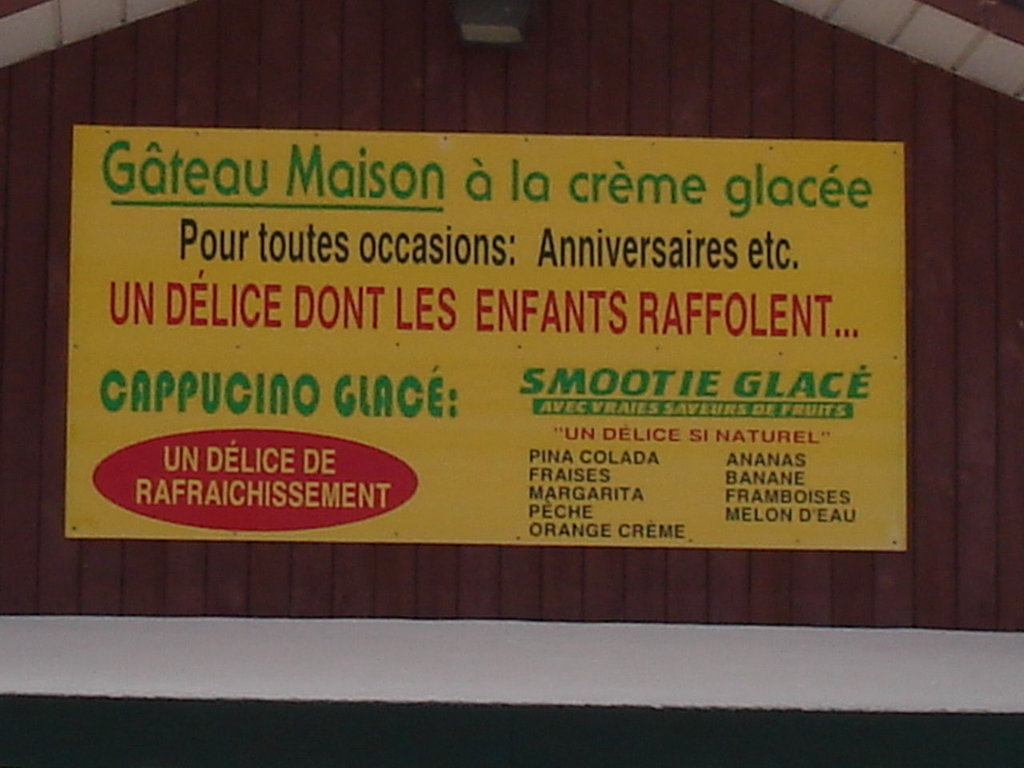 Gâteau Maison à la crème glacée
Pour toutes occasions: Anniversaires etc.
UN DÉLICE DONT LES ENFANTS RAFFOLENT...
CAPPUCINO GLACÉ:
UN DÉLICE DE
RAFRAICHISSEMENT
SMOOTIE GLACÉ
AVEC VRAIES SAVEURS DE FRUITS
"UN DÉLICE SI NATUREL"
PINA COLADA
FRAISES
MARGARITA
PÊCHE
ORANGE CRÈME
ANANAS
BANANE
FRAMBOISES
MELON D'EAU